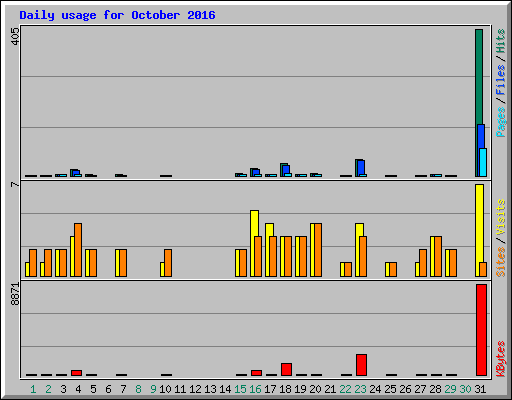 Daily usage for October 2016
405
Pages / Files / Hits
7
Sites / Visits
8871
KBytes
1 2 3 4 5 6 7 8 9 10 11 12 13 14 15 16 17 18 19 20 21 22 23 24 25 26 27 28 29 30 31